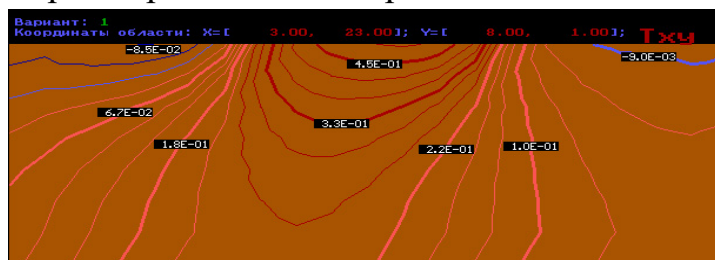 Вариант: 1
Координаты области: X=[ 3.00, 23.00]; Y=[ 8.00, 1.00]; Txy
-8.5E-02
-9.0E-03
4.5E-01
6.7E-02
3.3E-01
1.8E-01
2.2E-01
1.0E-01